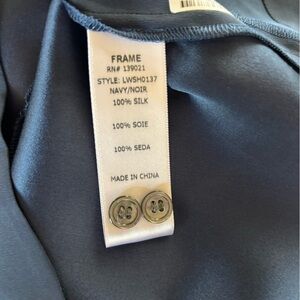 FRAME
RN# 139021
STYLE: LWSH0137
NAVY/NOIR
100% SILK
100% SOIE
100% SEDA
MADE IN CHINA